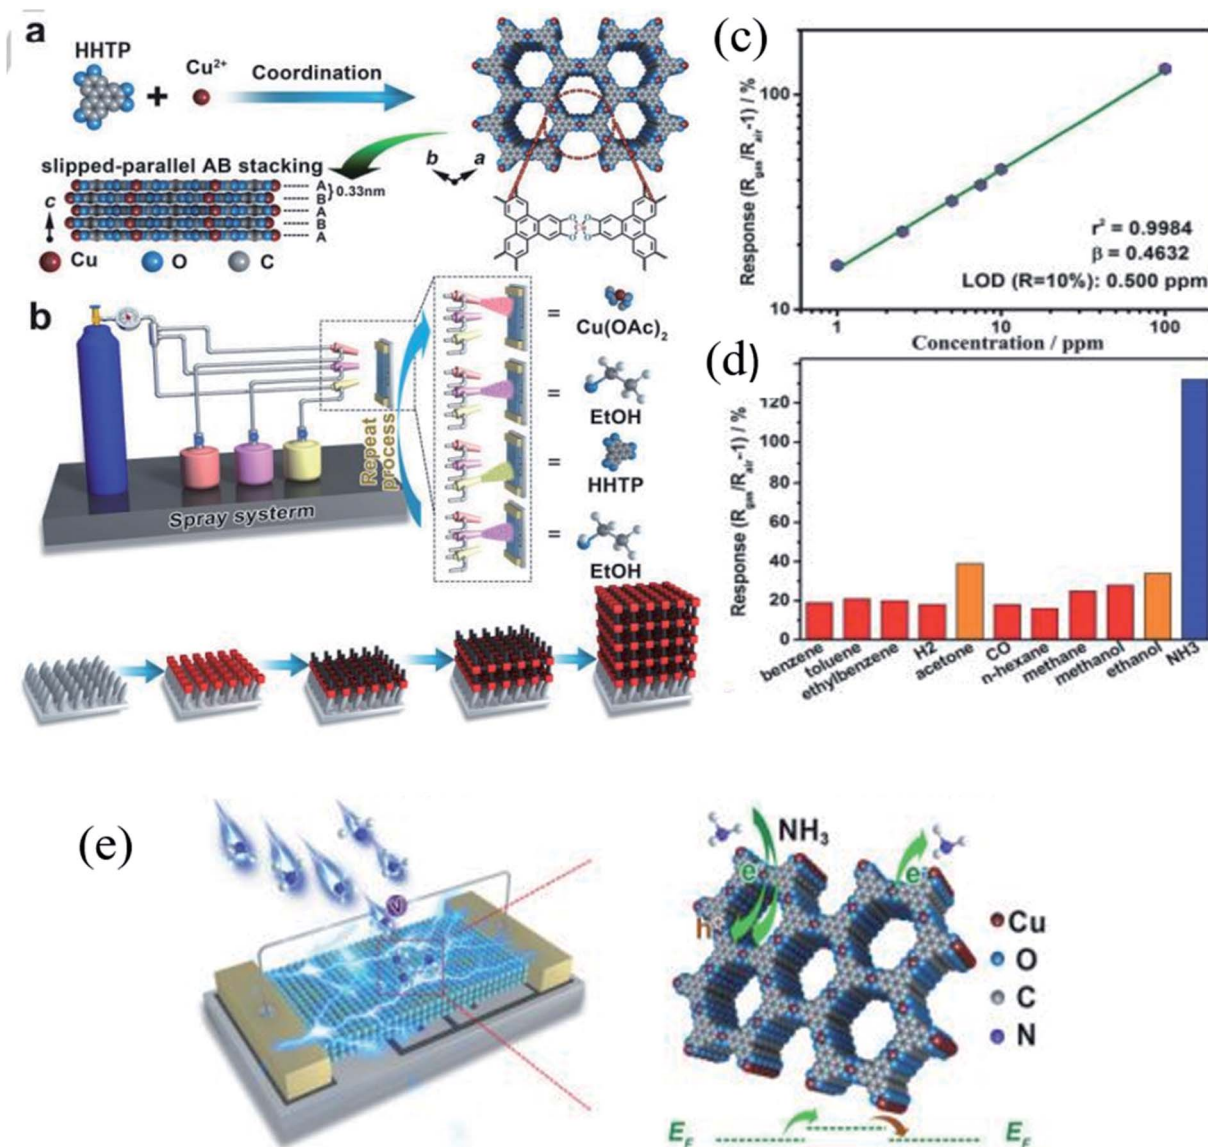 a
HHTP
Cu²⁺
Coordination
+
slipped-parallel AB stacking
b a
c
A
B
A
B
A
0.33nm
Cu O C
b
Repeat process
Spray systerm
= Cu(OAc)₂
= EtOH
= HHTP
= EtOH
(c)
Response (R_gas/R_air-1) / %
100
10
r² = 0.9984
β = 0.4632
LOD (R=10%): 0.500 ppm
1 10 100
Concentration / ppm
(d)
Response (R_gas/R_air-1) / %
120
100
80
60
40
20
0
benzene
toluene
ethylbenzene
H2
acetone
CO
n-hexane
methane
methanol
ethanol
NH3
(e)
NH₃
e
e
h
Cu
O
C
N
E_F E_F